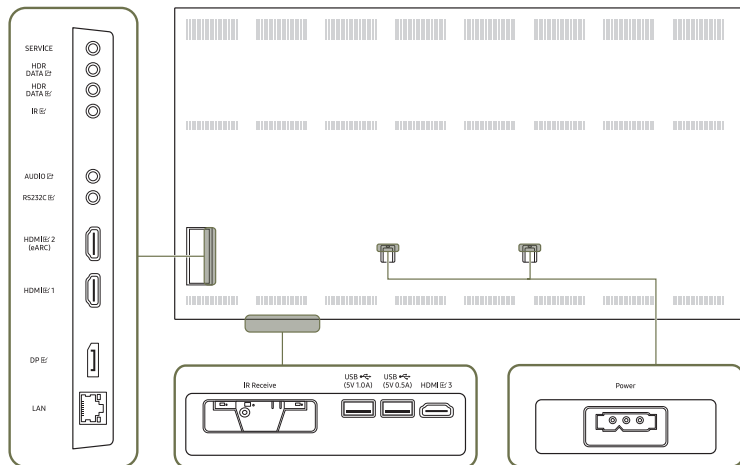 SERVICE
HDR
DATA
HDR
DATA
IR
AUDIO
RS232C
HDMI 2
(eARC)
HDMI 1
DP
LAN
IR Receive
USB
(5V 1.0A)
USB
(5V 0.5A)
HDMI 3
Power